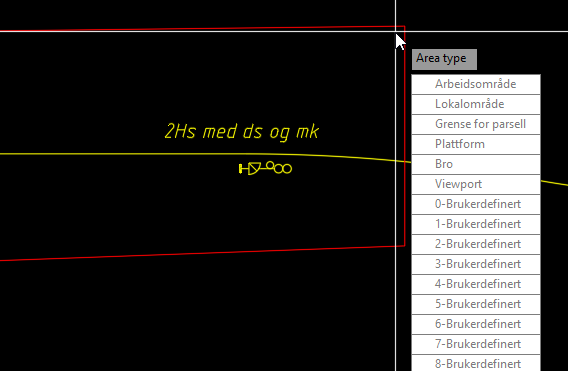 Area type
Arbeidsområde
Lokalområde
2Hs med ds og mk
Grense for parsell
Plattform
Bro
Viewport
0-Brukerdefinert
1-Brukerdefinert
2-Brukerdefinert
3-Brukerdefinert
4-Brukerdefinert
5-Brukerdefinert
6-Brukerdefinert
7-Brukerdefinert
8-Brukerdefinert